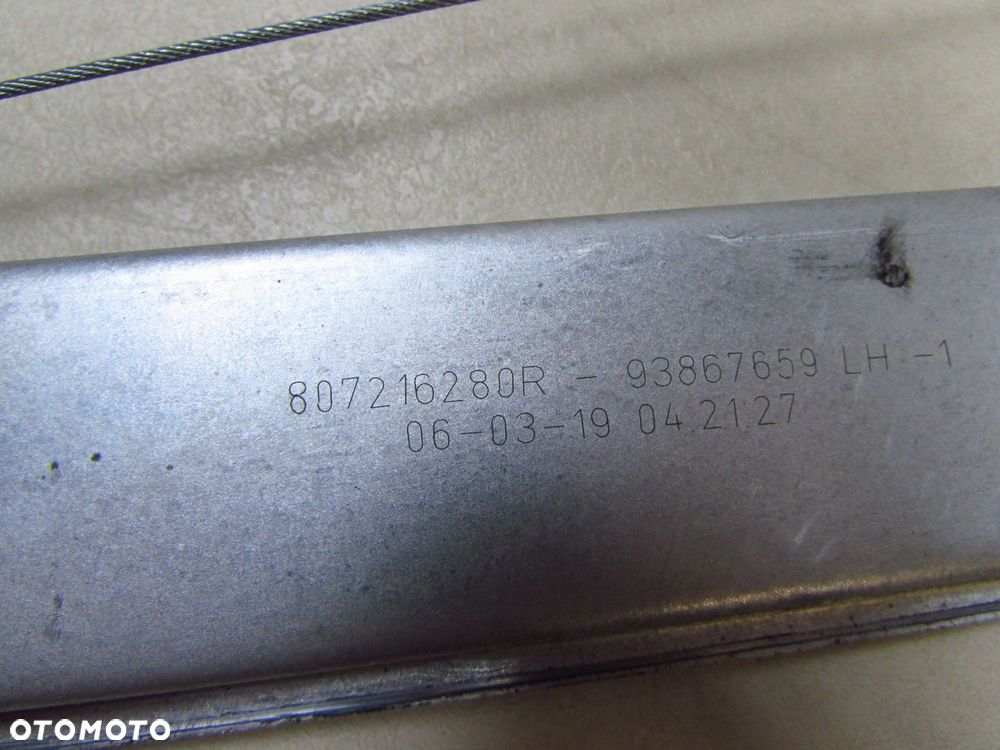 807216280R - 93867659 LH -1
06-03-19 04.21.27
OTOMOTO